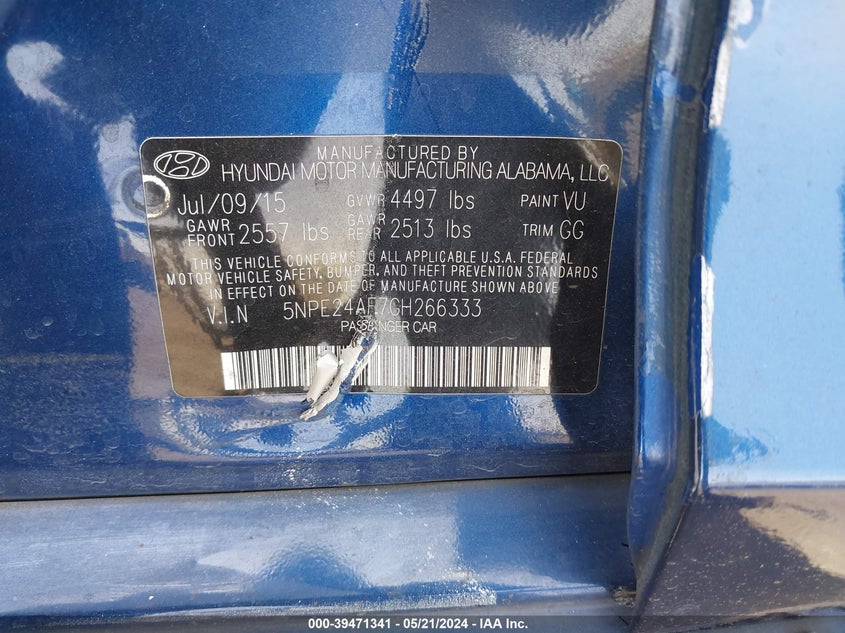 MANUFACTURED BY
HYUNDAI MOTOR MANUFACTURING ALABAMA, LLC
Jul/09/15 GVWR 4497 lbs PAINT VU
GAWR FRONT 2557 lbs GAWR REAR 2513 lbs TRIM GG
THIS VEHICLE CONFORMS TO ALL APPLICABLE U.S.A. FEDERAL
MOTOR VEHICLE SAFETY, BUMPER, AND THEFT PREVENTION STANDARDS
IN EFFECT ON THE DATE OF MANUFACTURE SHOWN ABOVE
V.I.N 5NPE24AF7GH266333
PASSENGER CAR
000-39471341 - 05/21/2024 - IAA Inc.